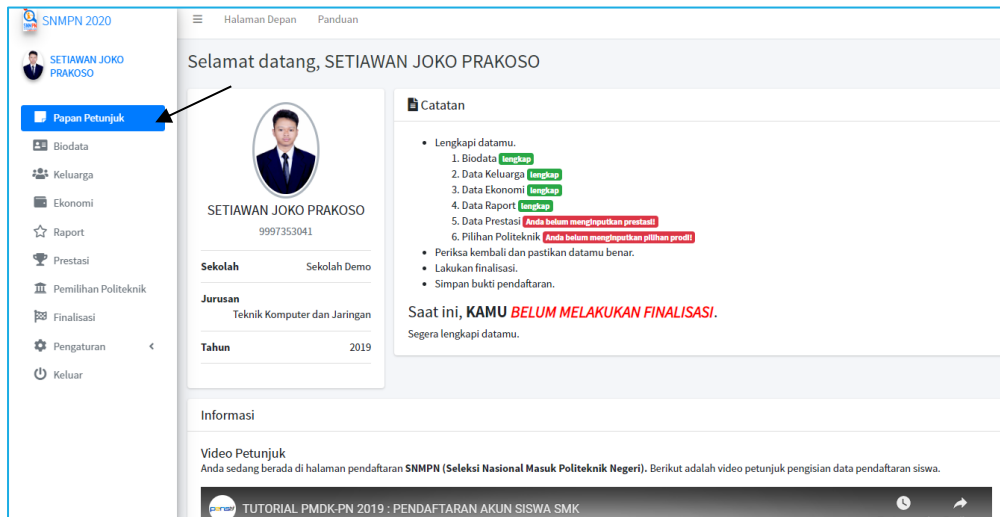 SNMPN 2020
Halaman Depan Panduan
SETIAWAN JOKO
PRAKOSO
Papan Petunjuk
Biodata
Keluarga
Ekonomi
Raport
Prestasi
Pemilihan Politeknik
Finalisasi
Pengaturan
Keluar
Selamat datang, SETIAWAN JOKO PRAKOSO
SETIAWAN JOKO PRAKOSO
9997353041
Sekolah Sekolah Demo
Jurusan
Teknik Komputer dan Jaringan
Tahun 2019
Catatan
• Lengkapi datamu.
1. Biodata lengkap
2. Data Keluarga lengkap
3. Data Ekonomi lengkap
4. Data Raport lengkap
5. Data Prestasi Anda belum menginputkan prestasi!
6. Pilihan Politeknik Anda belum menginputkan pilihan prodi!
• Periksa kembali dan pastikan datamu benar.
• Lakukan finalisasi.
• Simpan bukti pendaftaran.
Saat ini, KAMU BELUM MELAKUKAN FINALISASI.
Segera lengkapi datamu.
Informasi
Video Petunjuk
Anda sedang berada di halaman pendaftaran SNMPN (Seleksi Nasional Masuk Politeknik Negeri). Berikut adalah video petunjuk pengisian data pendaftaran siswa.
TUTORIAL PMDK-PN 2019 : PENDAFTARAN AKUN SISWA SMK